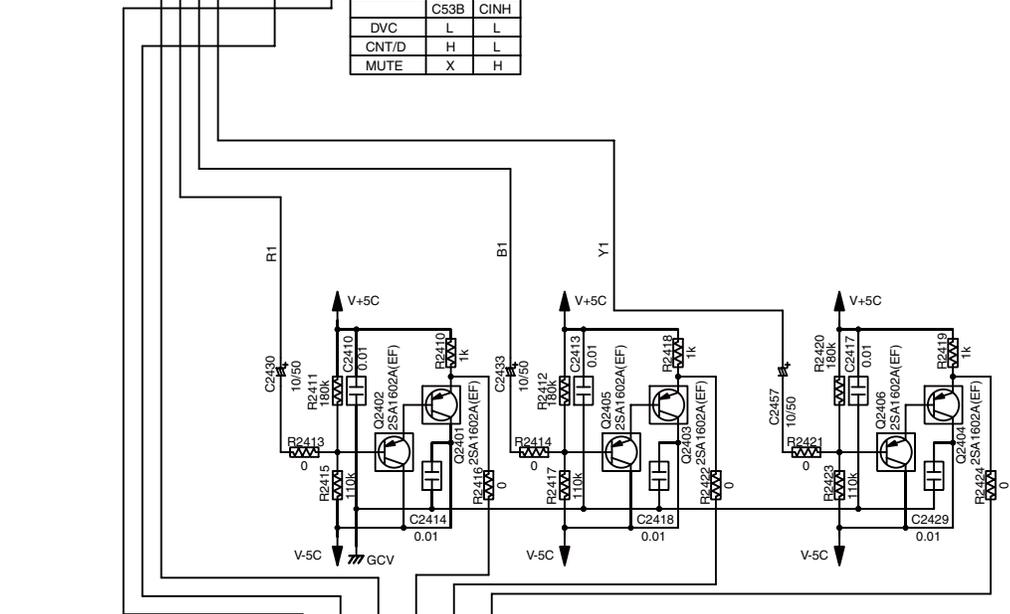 C53B CINH
DVC L L
CNT/D H L
MUTE X H
R1
B1
Y1
V+5C
V+5C
V+5C
C2430
10/50
R2411
180k
C2410
0.01
R2410
1k
Q2402
2SA1602A(EF)
Q2401
2SA1602A(EF)
R2413
0
R2415
110k
R2416
0
C2414
0.01
V-5C
GCV
C2433
10/50
R2412
180k
C2413
0.01
R2418
1k
Q2405
2SA1602A(EF)
Q2403
2SA1602A(EF)
R2414
0
R2417
110k
R2422
0
C2418
0.01
V-5C
C2457
10/50
R2420
180k
C2417
0.01
R2419
1k
Q2406
2SA1602A(EF)
Q2404
2SA1602A(EF)
R2421
0
R2423
110k
R2424
0
C2429
0.01
V-5C